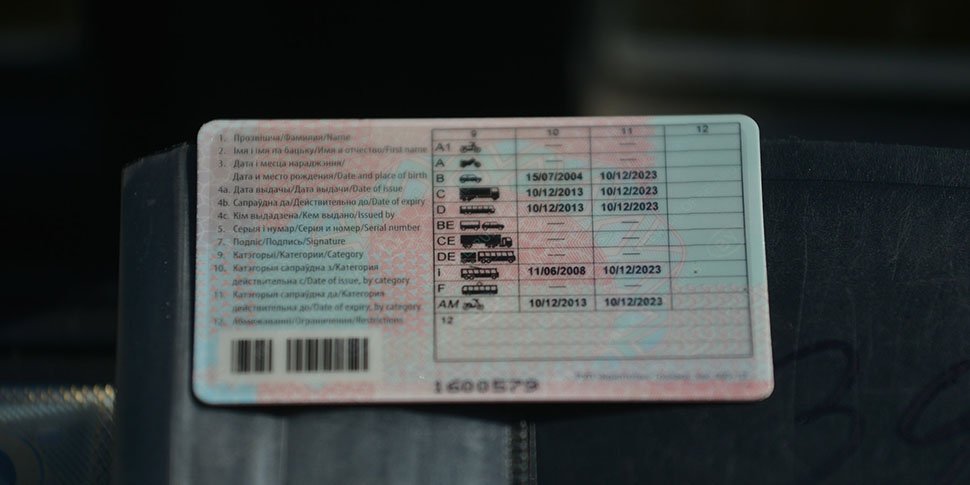 1. Прозвішча/Фамилия/Name
2. Імя і імя па бацьку/Имя и отчество/First name
3. Дата і месца нараджэння/
Дата и место рождения/Date and place of birth
4a. Дата выдачы/Дата выдачи/Date of issue
4b. Сапраўдна да/Действительно до/Date of expiry
4c. Кім выдадзена/Кем выдано/Issued by
5. Серыя і нумар/Серия и номер/Serial number
7. Подпіс/Подпись/Signature
9. Катэгорыі/Категории/Category
10. Катэгорыя сапраўдна з/Категория
действительна с/Date of issue, by category
11. Катэгорыя сапраўдна да/Категория
действительна до/Date of expiry, by category
12. Абмежаванні/Ограничения/Restrictions
9 10 11 12
A1 — —
A — —
B 15/07/2004 10/12/2023
C 10/12/2013 10/12/2023
D 10/12/2013 10/12/2023
BE — —
CE — —
DE — —
I 11/06/2008 10/12/2023
F — —
AM 10/12/2013 10/12/2023
12
1600579